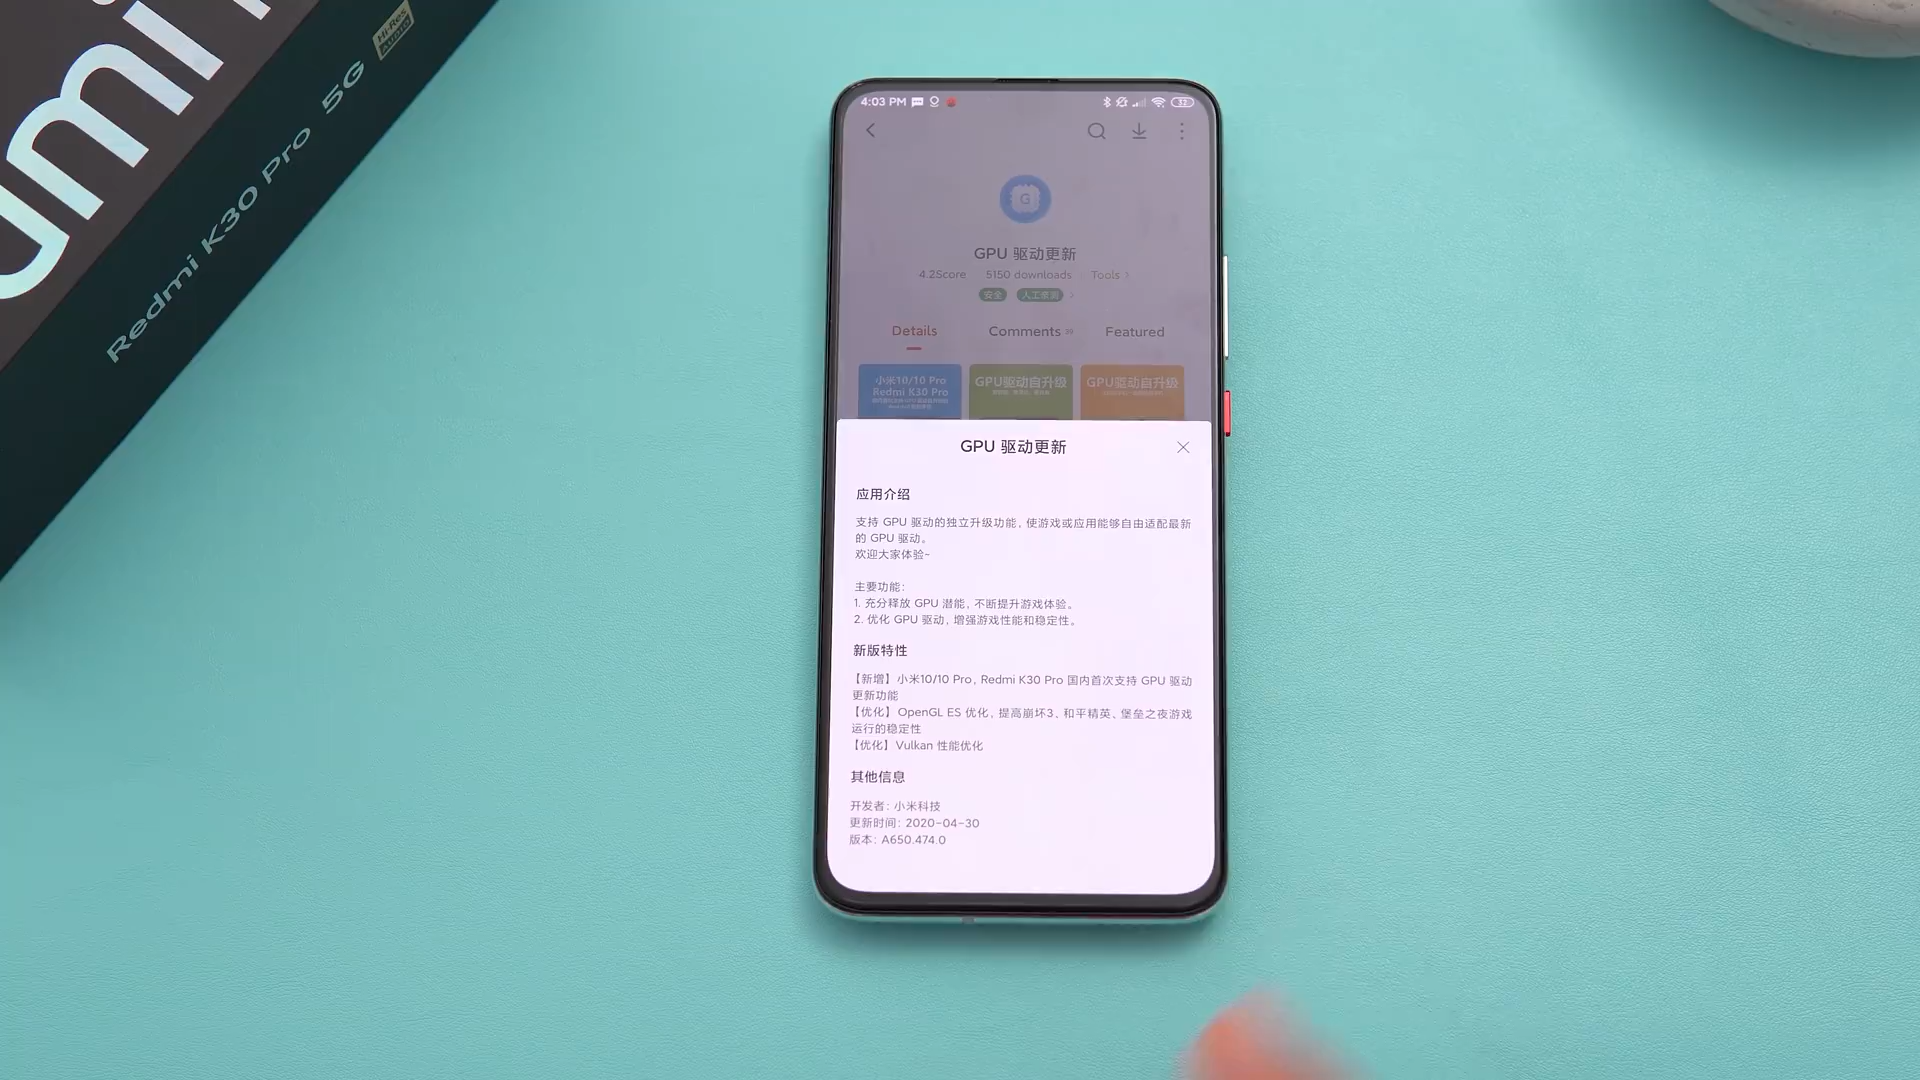 Redmi K30 Pro 5G
Hi-Res
AUDIO
4:03 PM
32
G
GPU 驱动更新
4.2Score 5150 downloads Tools
安全
Details Comments 39 Featured
小米10/10 Pro
Redmi K30 Pro
GPU驱动自升级
GPU驱动自升级
GPU 驱动更新
应用介绍
支持 GPU 驱动的独立升级功能, 使游戏或应用能够自由适配最新
的 GPU 驱动。
欢迎大家体验~
主要功能:
1. 充分释放 GPU 潜能, 不断提升游戏体验。
2. 优化 GPU 驱动, 增强游戏性能和稳定性。
新版特性
【新增】小米10/10 Pro, Redmi K30 Pro 国内首次支持 GPU 驱动
更新功能
【优化】OpenGL ES 优化, 提高崩坏3、和平精英、堡垒之夜游戏
运行的稳定性
【优化】Vulkan 性能优化
其他信息
开发者: 小米科技
更新时间: 2020-04-30
版本: A650.474.0